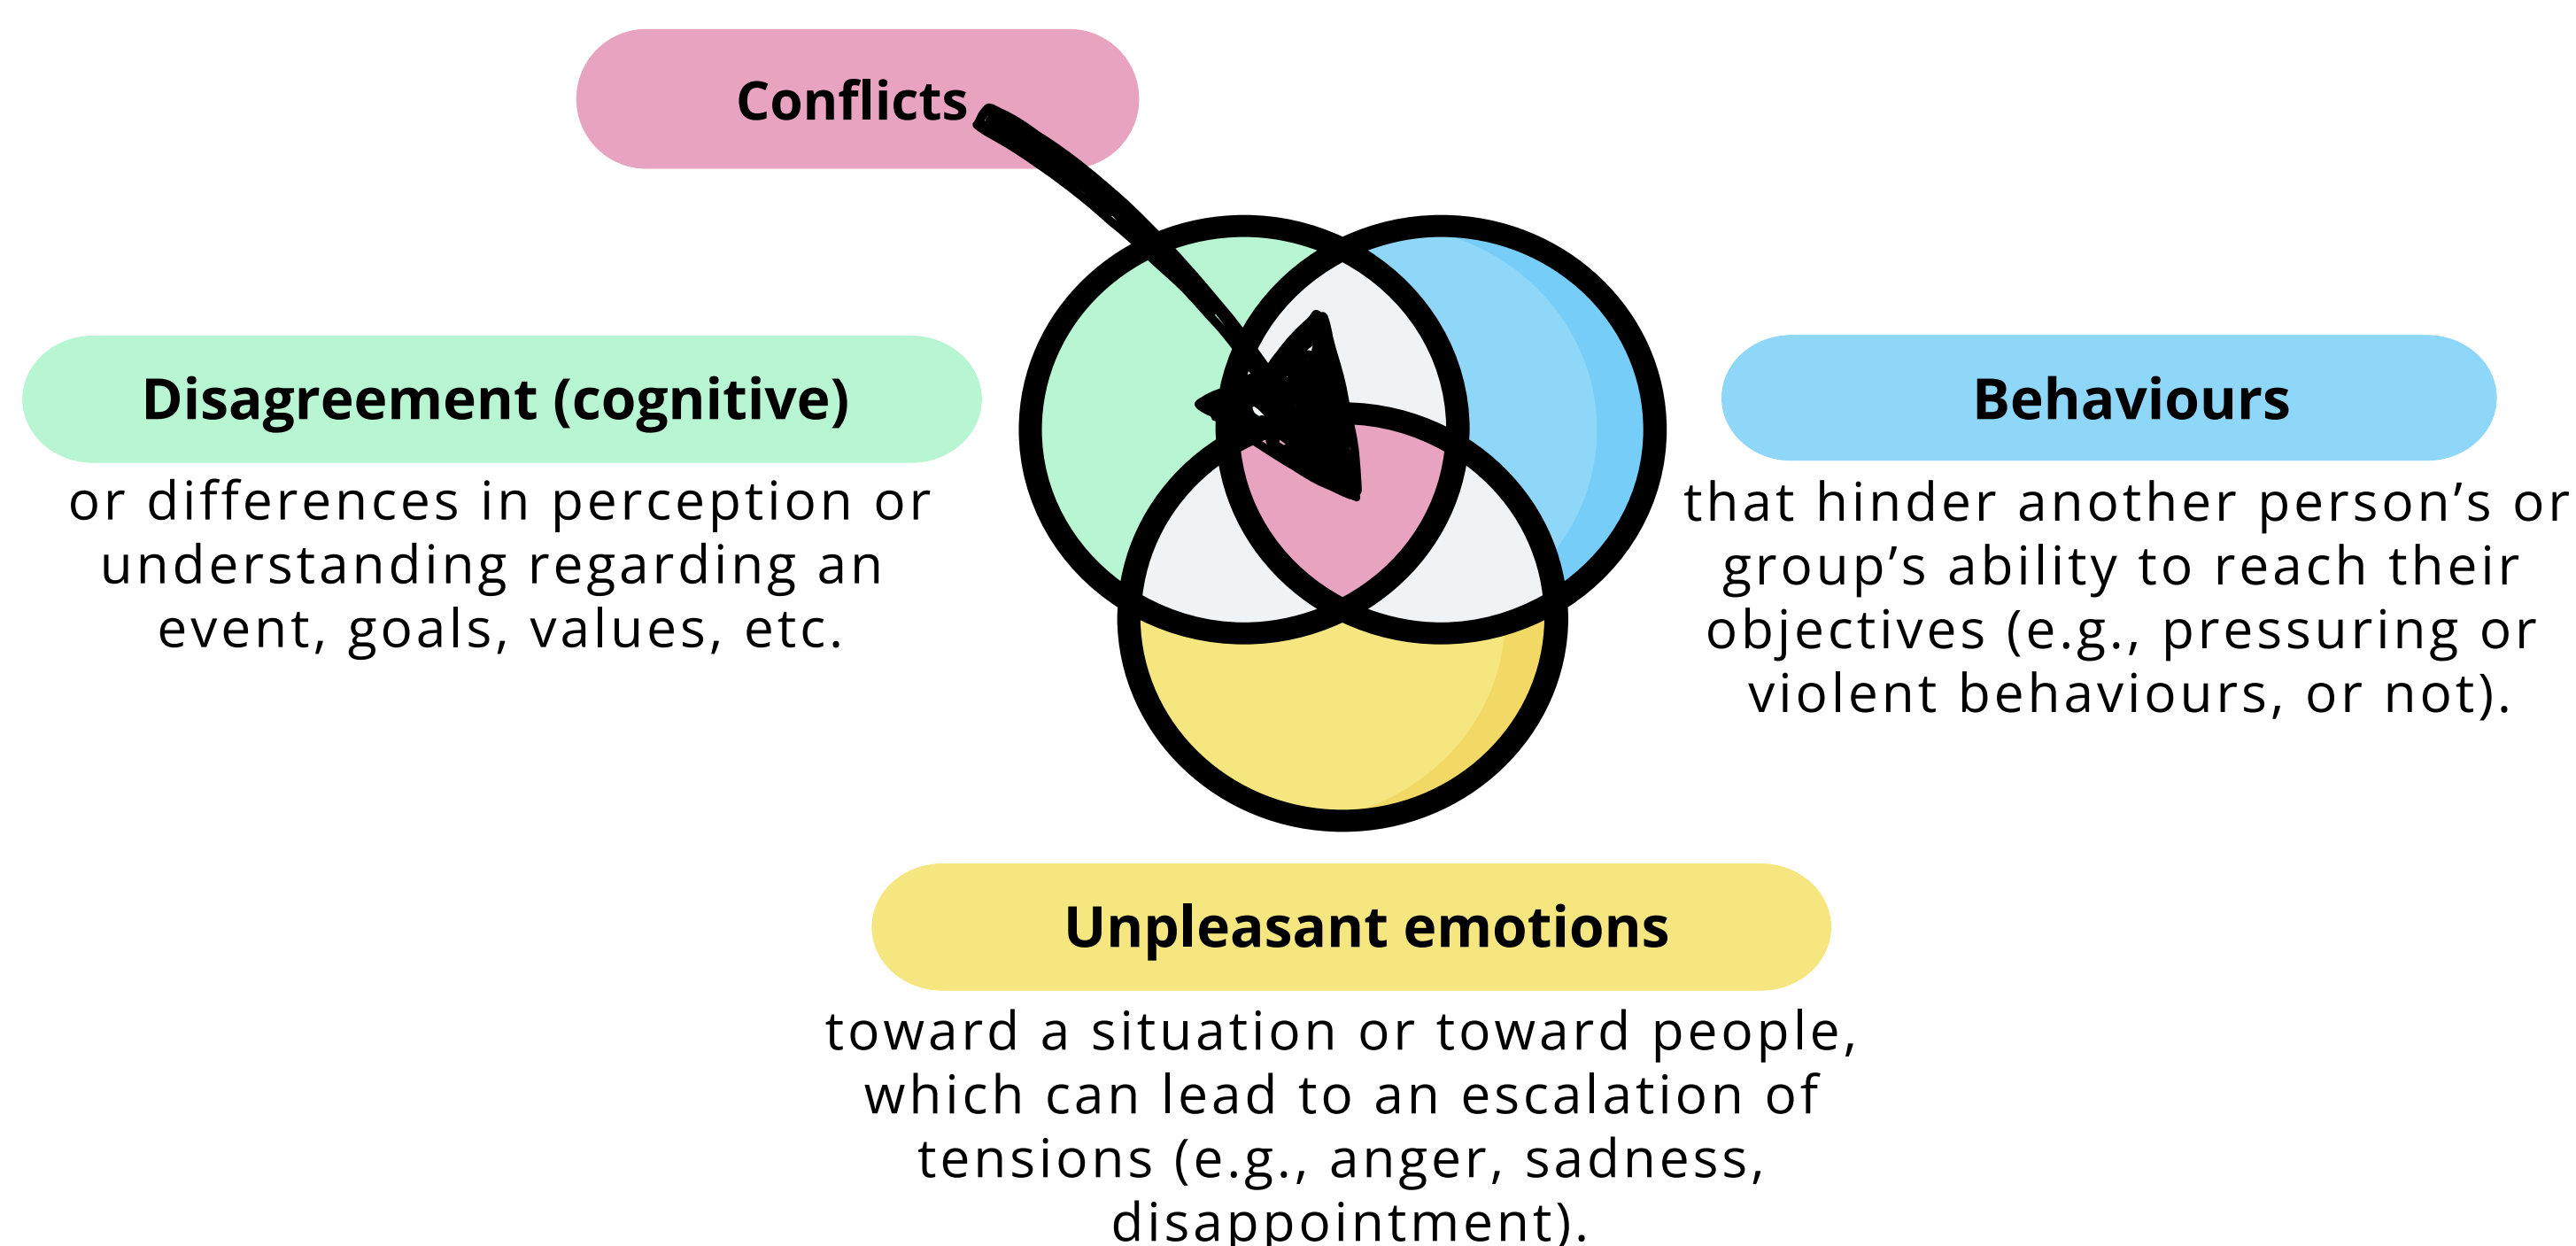 Conflicts
Disagreement (cognitive)
or differences in perception or
understanding regarding an
event, goals, values, etc.
Behaviours
that hinder another person’s or
group’s ability to reach their
objectives (e.g., pressuring or
violent behaviours, or not).
Unpleasant emotions
toward a situation or toward people,
which can lead to an escalation of
tensions (e.g., anger, sadness,
disappointment).